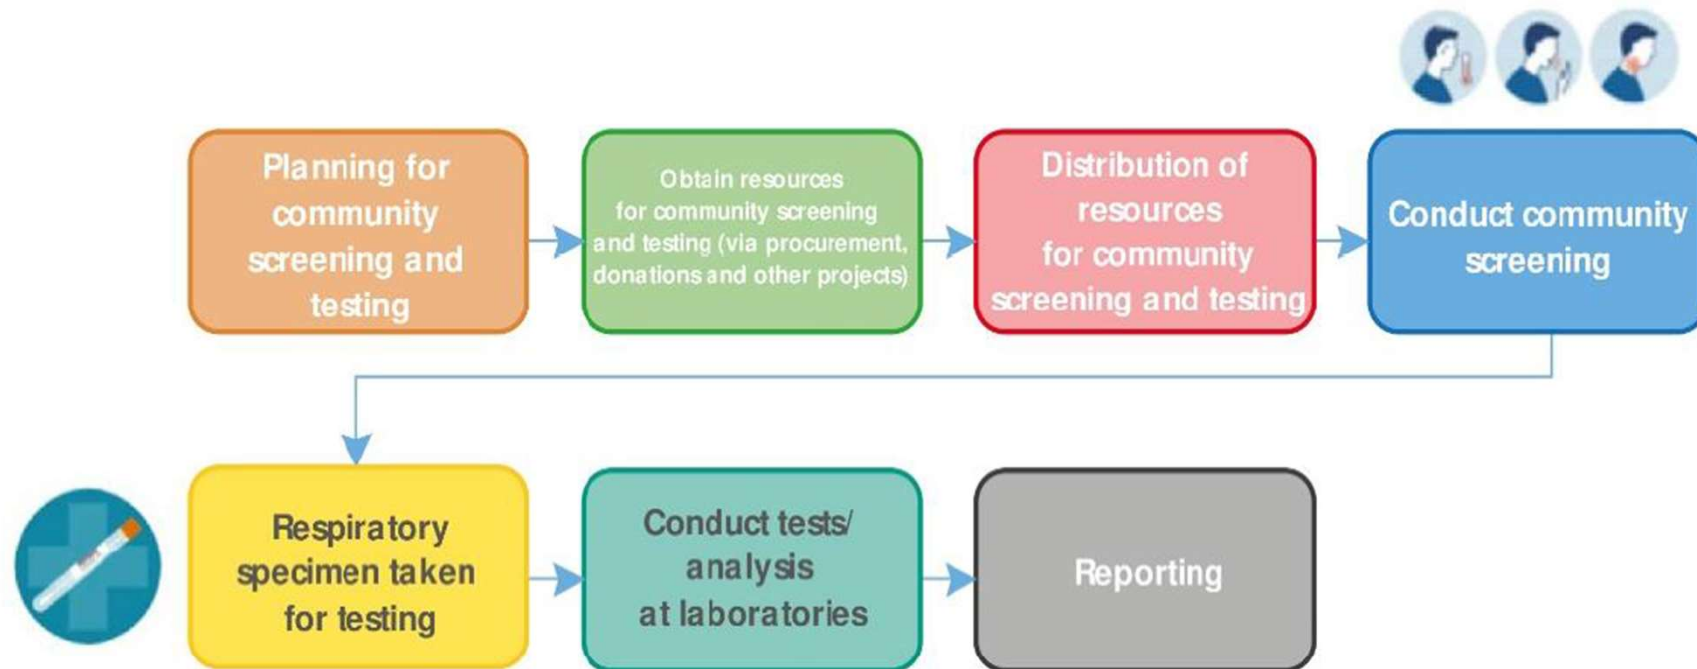 Planning for
community
screening and
testing
Obtain resources
for community screening
and testing (via procurement,
donations and other projects)
Distribution of
resources
for community
screening and testing
Conduct community
screening
Respiratory
specimen taken
for testing
Conduct tests/
analysis
at laboratories
Reporting